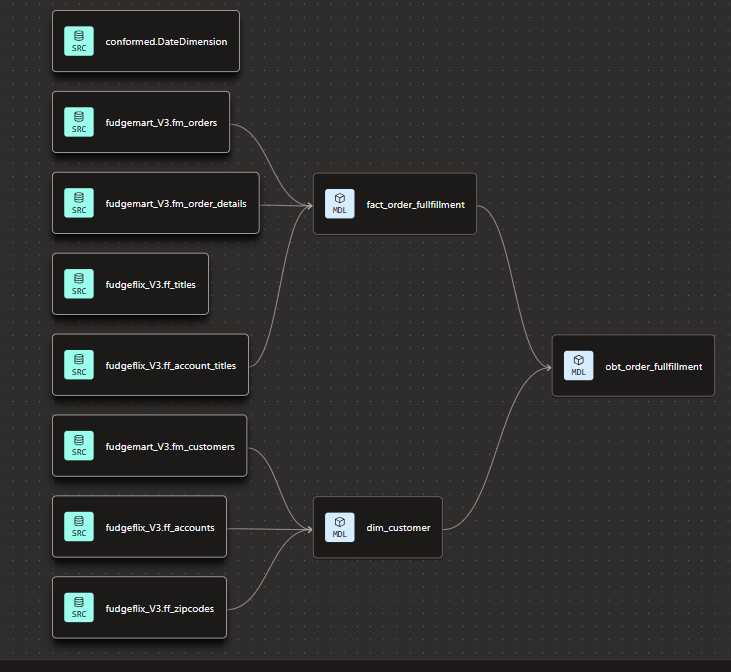 SRC
conformed.DateDimension
SRC
fudgemart_V3.fm_orders
SRC
fudgemart_V3.fm_order_details
MDL
fact_order_fullfillment
SRC
fudgeflix_V3.ff_titles
SRC
fudgeflix_V3.ff_account_titles
MDL
obt_order_fullfillment
SRC
fudgemart_V3.fm_customers
SRC
fudgeflix_V3.ff_accounts
MDL
dim_customer
SRC
fudgeflix_V3.ff_zipcodes